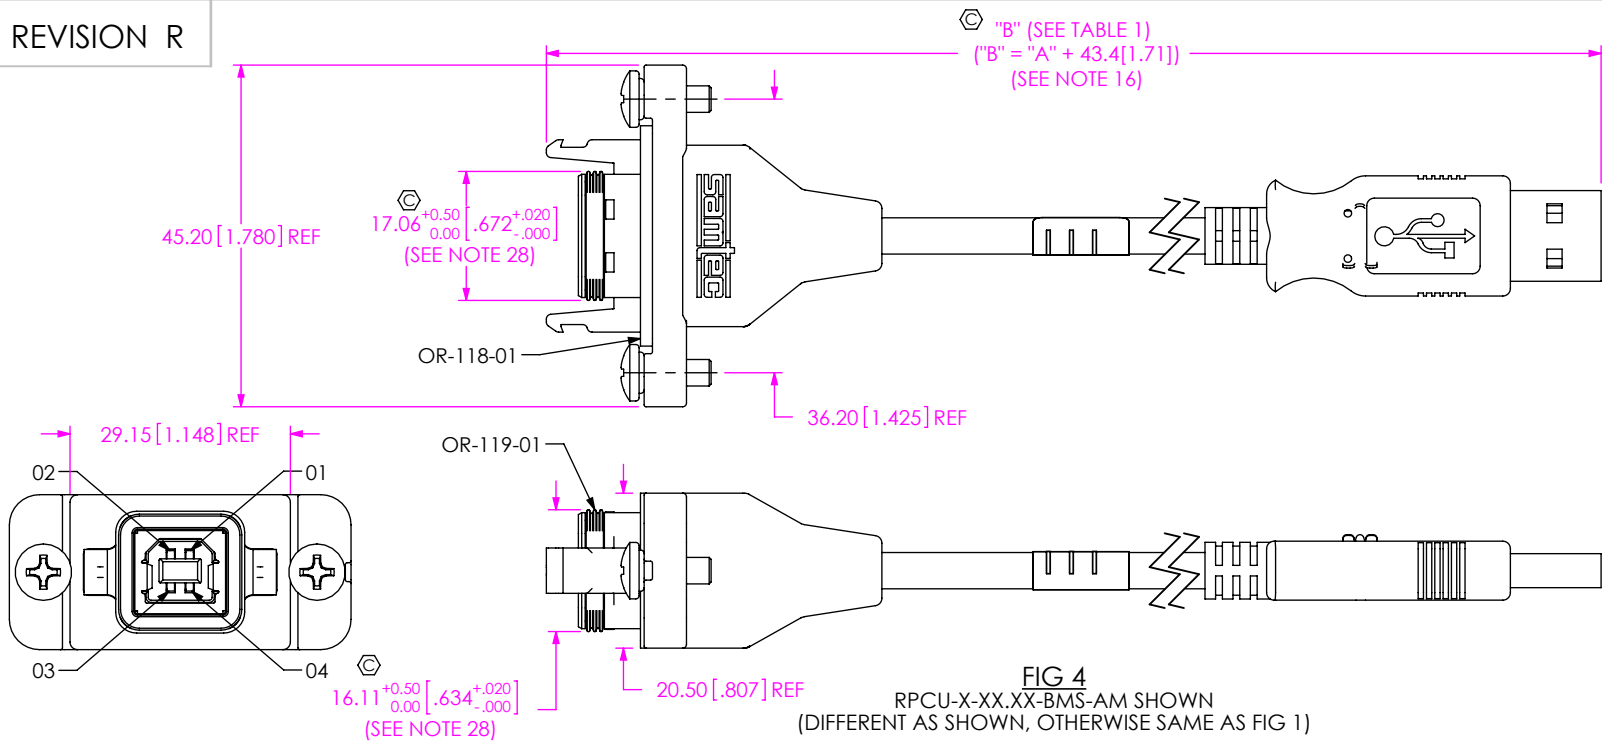 REVISION R
C "B" (SEE TABLE 1)
("B" = "A" + 43.4[1.71])
(SEE NOTE 16)
45.20 [1.780] REF
C
17.06 +0.50 0.00 [.672 +.020 -.000]
(SEE NOTE 28)
samtec
OR-118-01
36.20 [1.425] REF
29.15 [1.148] REF
OR-119-01
02
01
03
04
C
16.11 +0.50 0.00 [.634 +.020 -.000]
(SEE NOTE 28)
20.50 [.807] REF
FIG 4
RPCU-X-XX.XX-BMS-AM SHOWN
(DIFFERENT AS SHOWN, OTHERWISE SAME AS FIG 1)